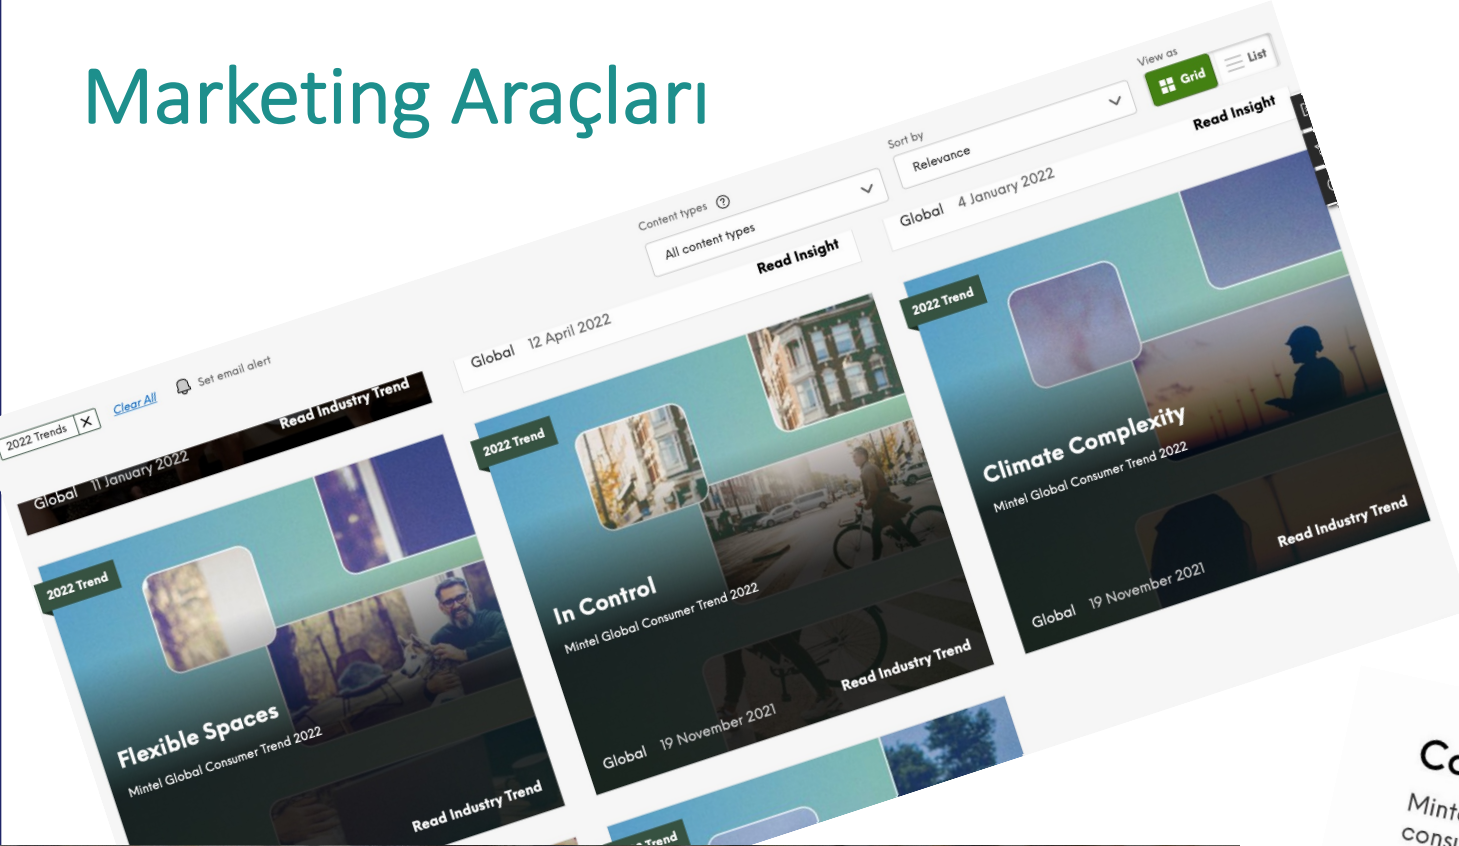 Marketing Araçları
View as
Grid
List
Sort by
Relevance
Content types ?
All content types
Read Insight
Global 4 January 2022
Read Insight
Global 12 April 2022
Set email alert
Clear All
2022 Trends X
Read Industry Trend
Global 11 January 2022
2022 Trend
Climate Complexity
Mintel Global Consumer Trend 2022
Read Industry Trend
Global 19 November 2021
2022 Trend
In Control
Mintel Global Consumer Trend 2022
Read Industry Trend
Global 19 November 2021
2022 Trend
Flexible Spaces
Mintel Global Consumer Trend 2022
Read Industry Trend
Trend